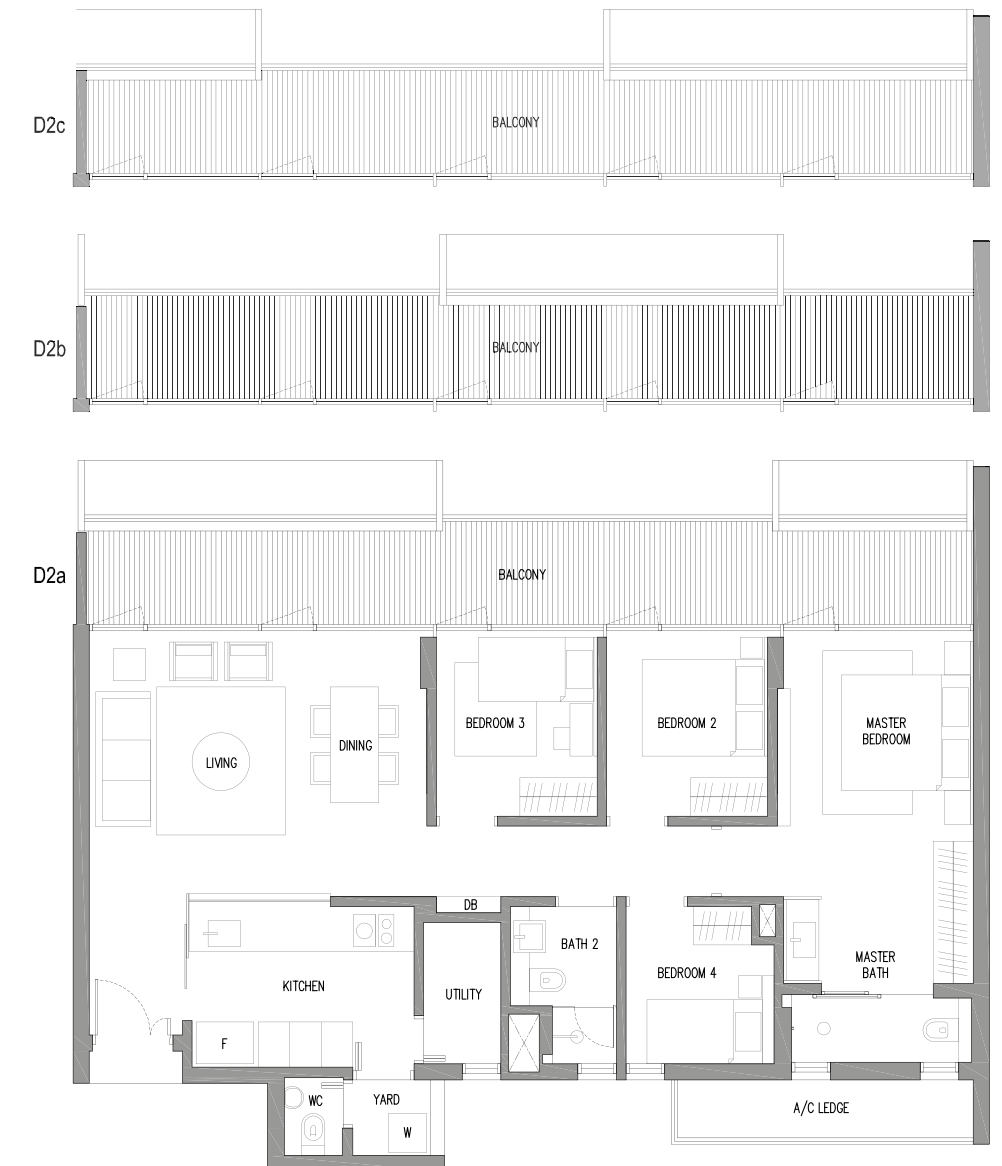 D2c
BALCONY
D2b
BALCONY
D2a
BALCONY
BEDROOM 3
BEDROOM 2
MASTER
BEDROOM
DINING
LIVING
DB
BATH 2
KITCHEN
UTILITY
BEDROOM 4
MASTER
BATH
F
WC
YARD
W
A/C LEDGE